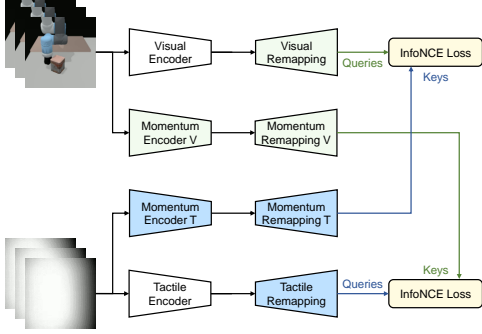 Visual
Encoder
Visual
Remapping
Queries
InfoNCE Loss
Keys
Momentum
Encoder V
Momentum
Remapping V
Momentum
Encoder T
Momentum
Remapping T
Keys
Tactile
Encoder
Tactile
Remapping
Queries
InfoNCE Loss